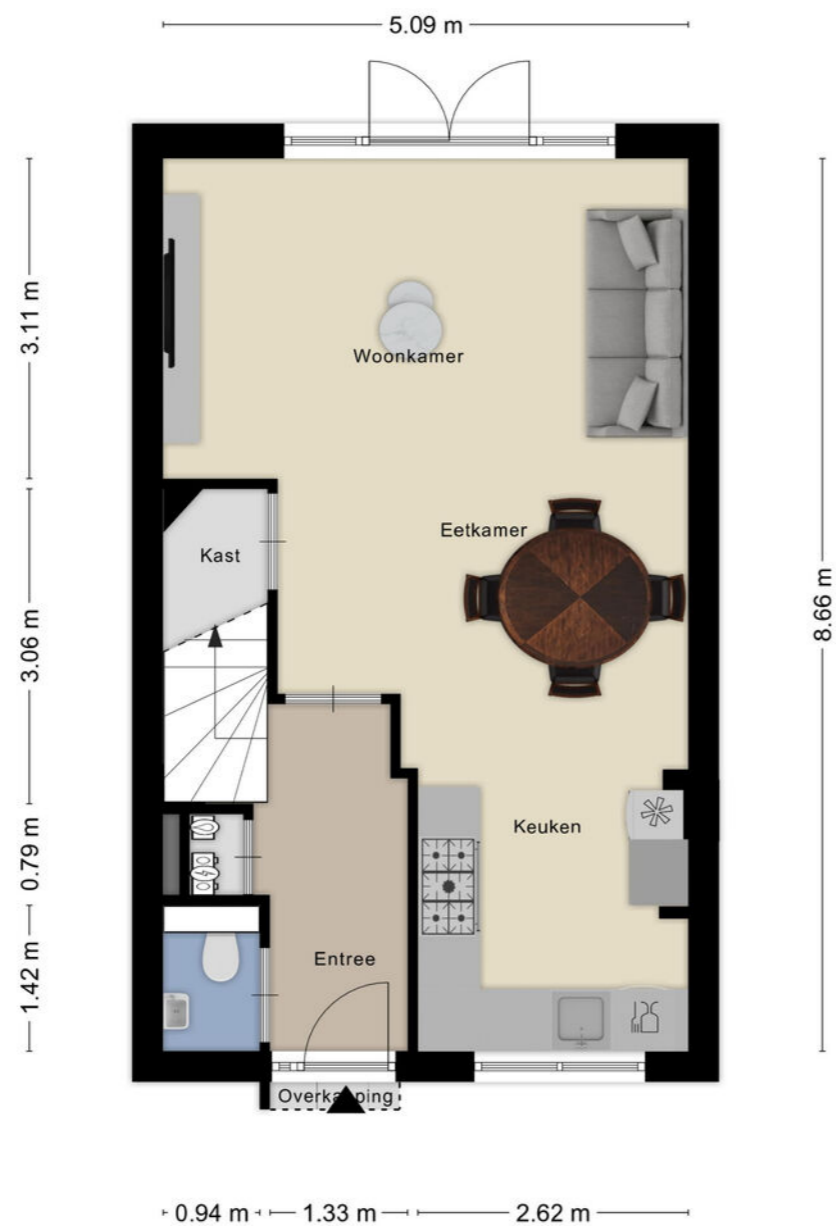 5.09 m
3.11 m
Woonkamer
Eetkamer
Kast
8.66 m
3.06 m
Keuken
0.79 m
Entree
1.42 m
Overkapping
0.94 m
1.33 m
2.62 m